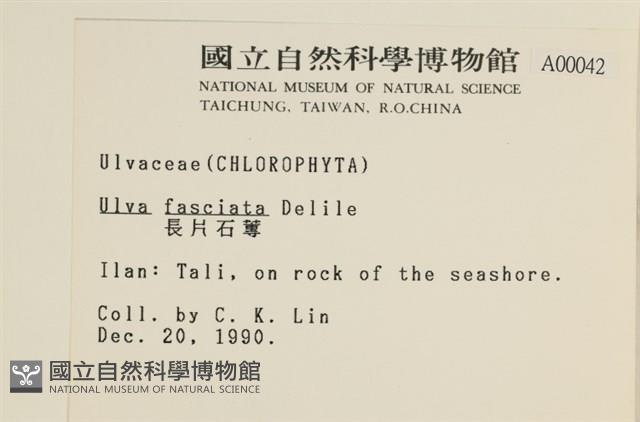 國立自然科學博物館 A00042
NATIONAL MUSEUM OF NATURAL SCIENCE
TAICHUNG, TAIWAN, R.O.CHINA
Ulvaceae(CHLOROPHYTA)
Ulva fasciata Delile
長片石蓴
Ilan: Tali, on rock of the seashore.
Coll. by C. K. Lin
Dec. 20, 1990.
國立自然科學博物館
NATIONAL MUSEUM OF NATURAL SCIENCE